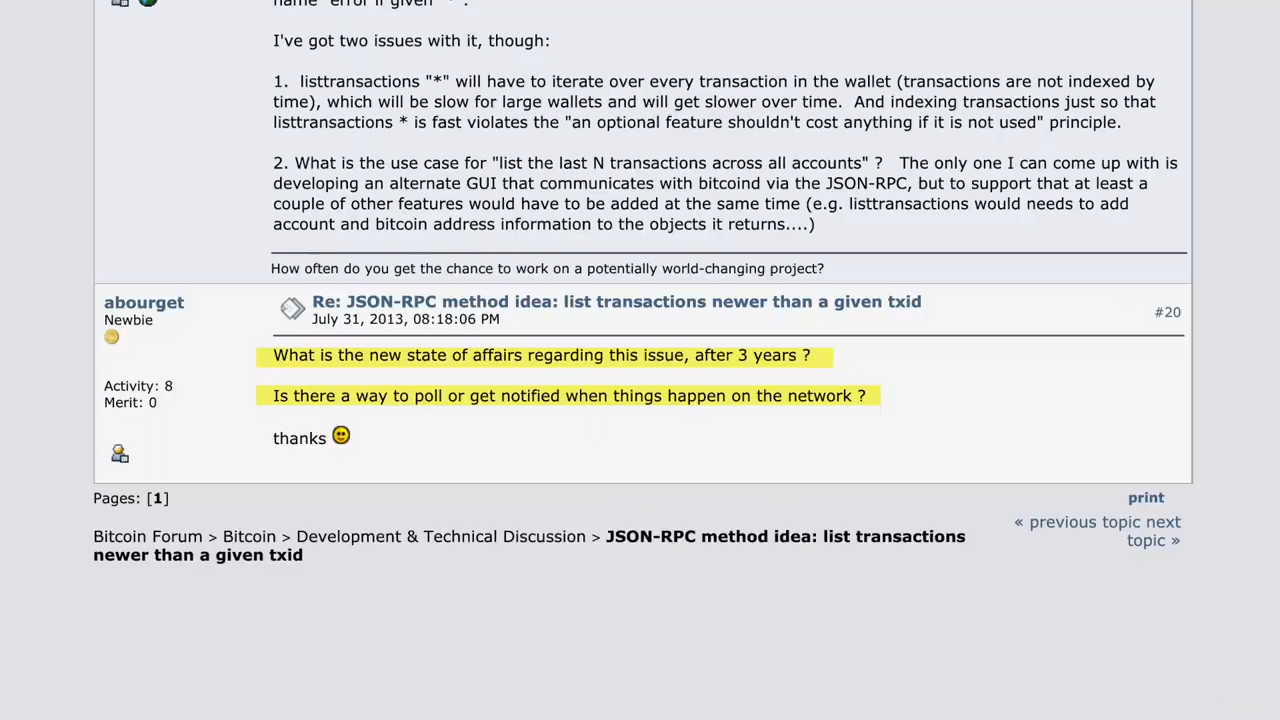 name" error if given "*".
I've got two issues with it, though:
1.  listtransactions "*" will have to iterate over every transaction in the wallet (transactions are not indexed by
time), which will be slow for large wallets and will get slower over time.  And indexing transactions just so that
listtransactions * is fast violates the "an optional feature shouldn't cost anything if it is not used" principle.
2. What is the use case for "list the last N transactions across all accounts" ?   The only one I can come up with is
developing an alternate GUI that communicates with bitcoind via the JSON-RPC, but to support that at least a
couple of other features would have to be added at the same time (e.g. listtransactions would needs to add
account and bitcoin address information to the objects it returns....)
How often do you get the chance to work on a potentially world-changing project?
abourget
Newbie
Activity: 8
Merit: 0
Re: JSON-RPC method idea: list transactions newer than a given txid
July 31, 2013, 08:18:06 PM
#20
What is the new state of affairs regarding this issue, after 3 years ?
Is there a way to poll or get notified when things happen on the network ?
thanks
Pages: [1]
print
« previous topic next
topic »
Bitcoin Forum > Bitcoin > Development & Technical Discussion > JSON-RPC method idea: list transactions
newer than a given txid